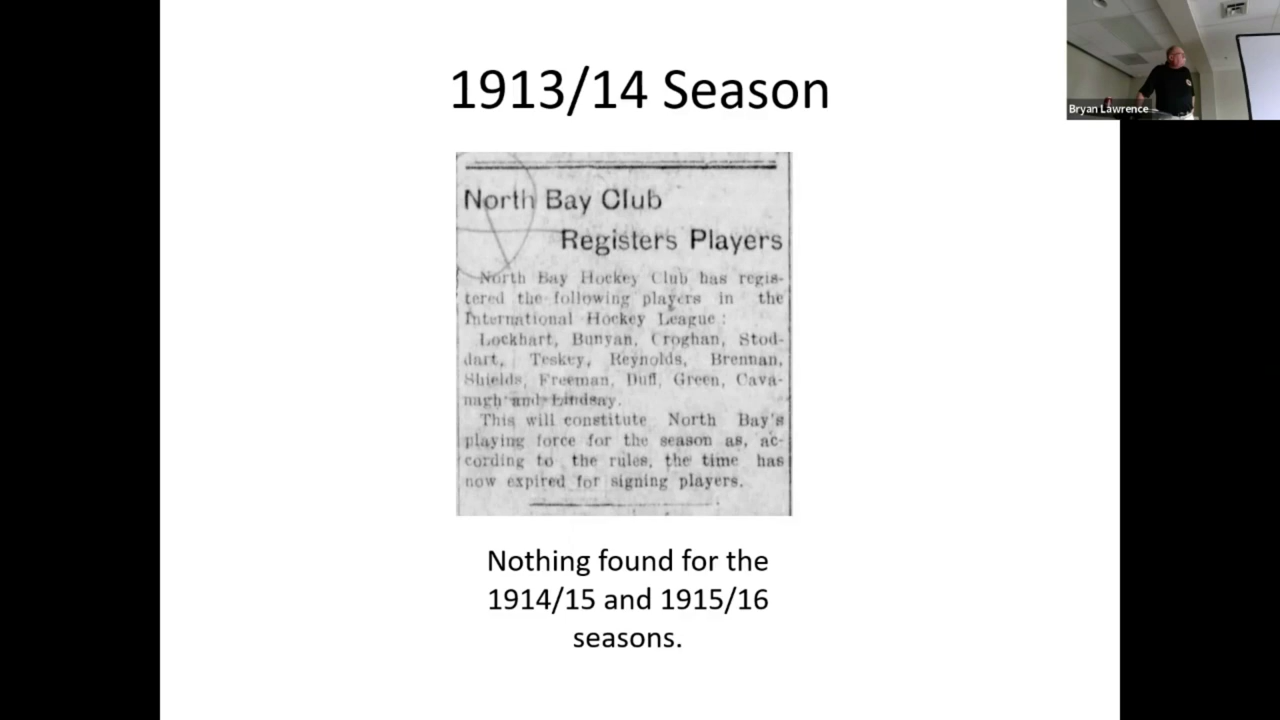 1913/14 Season
Bryan Lawrence
North Bay Club
Registers Players
North Bay Hockey Club has regis-
tered the following players in the
International Hockey League :
Lockhart, Bunyan, Croghan, Stod-
dart, Teskey, Reynolds, Brennan,
Shields, Freeman, Duff, Green, Cava-
nagh and Lindsay.
This will constitute North Bay's
playing force for the season as, ac-
cording to the rules, the time has
now expired for signing players.
Nothing found for the
1914/15 and 1915/16
seasons.